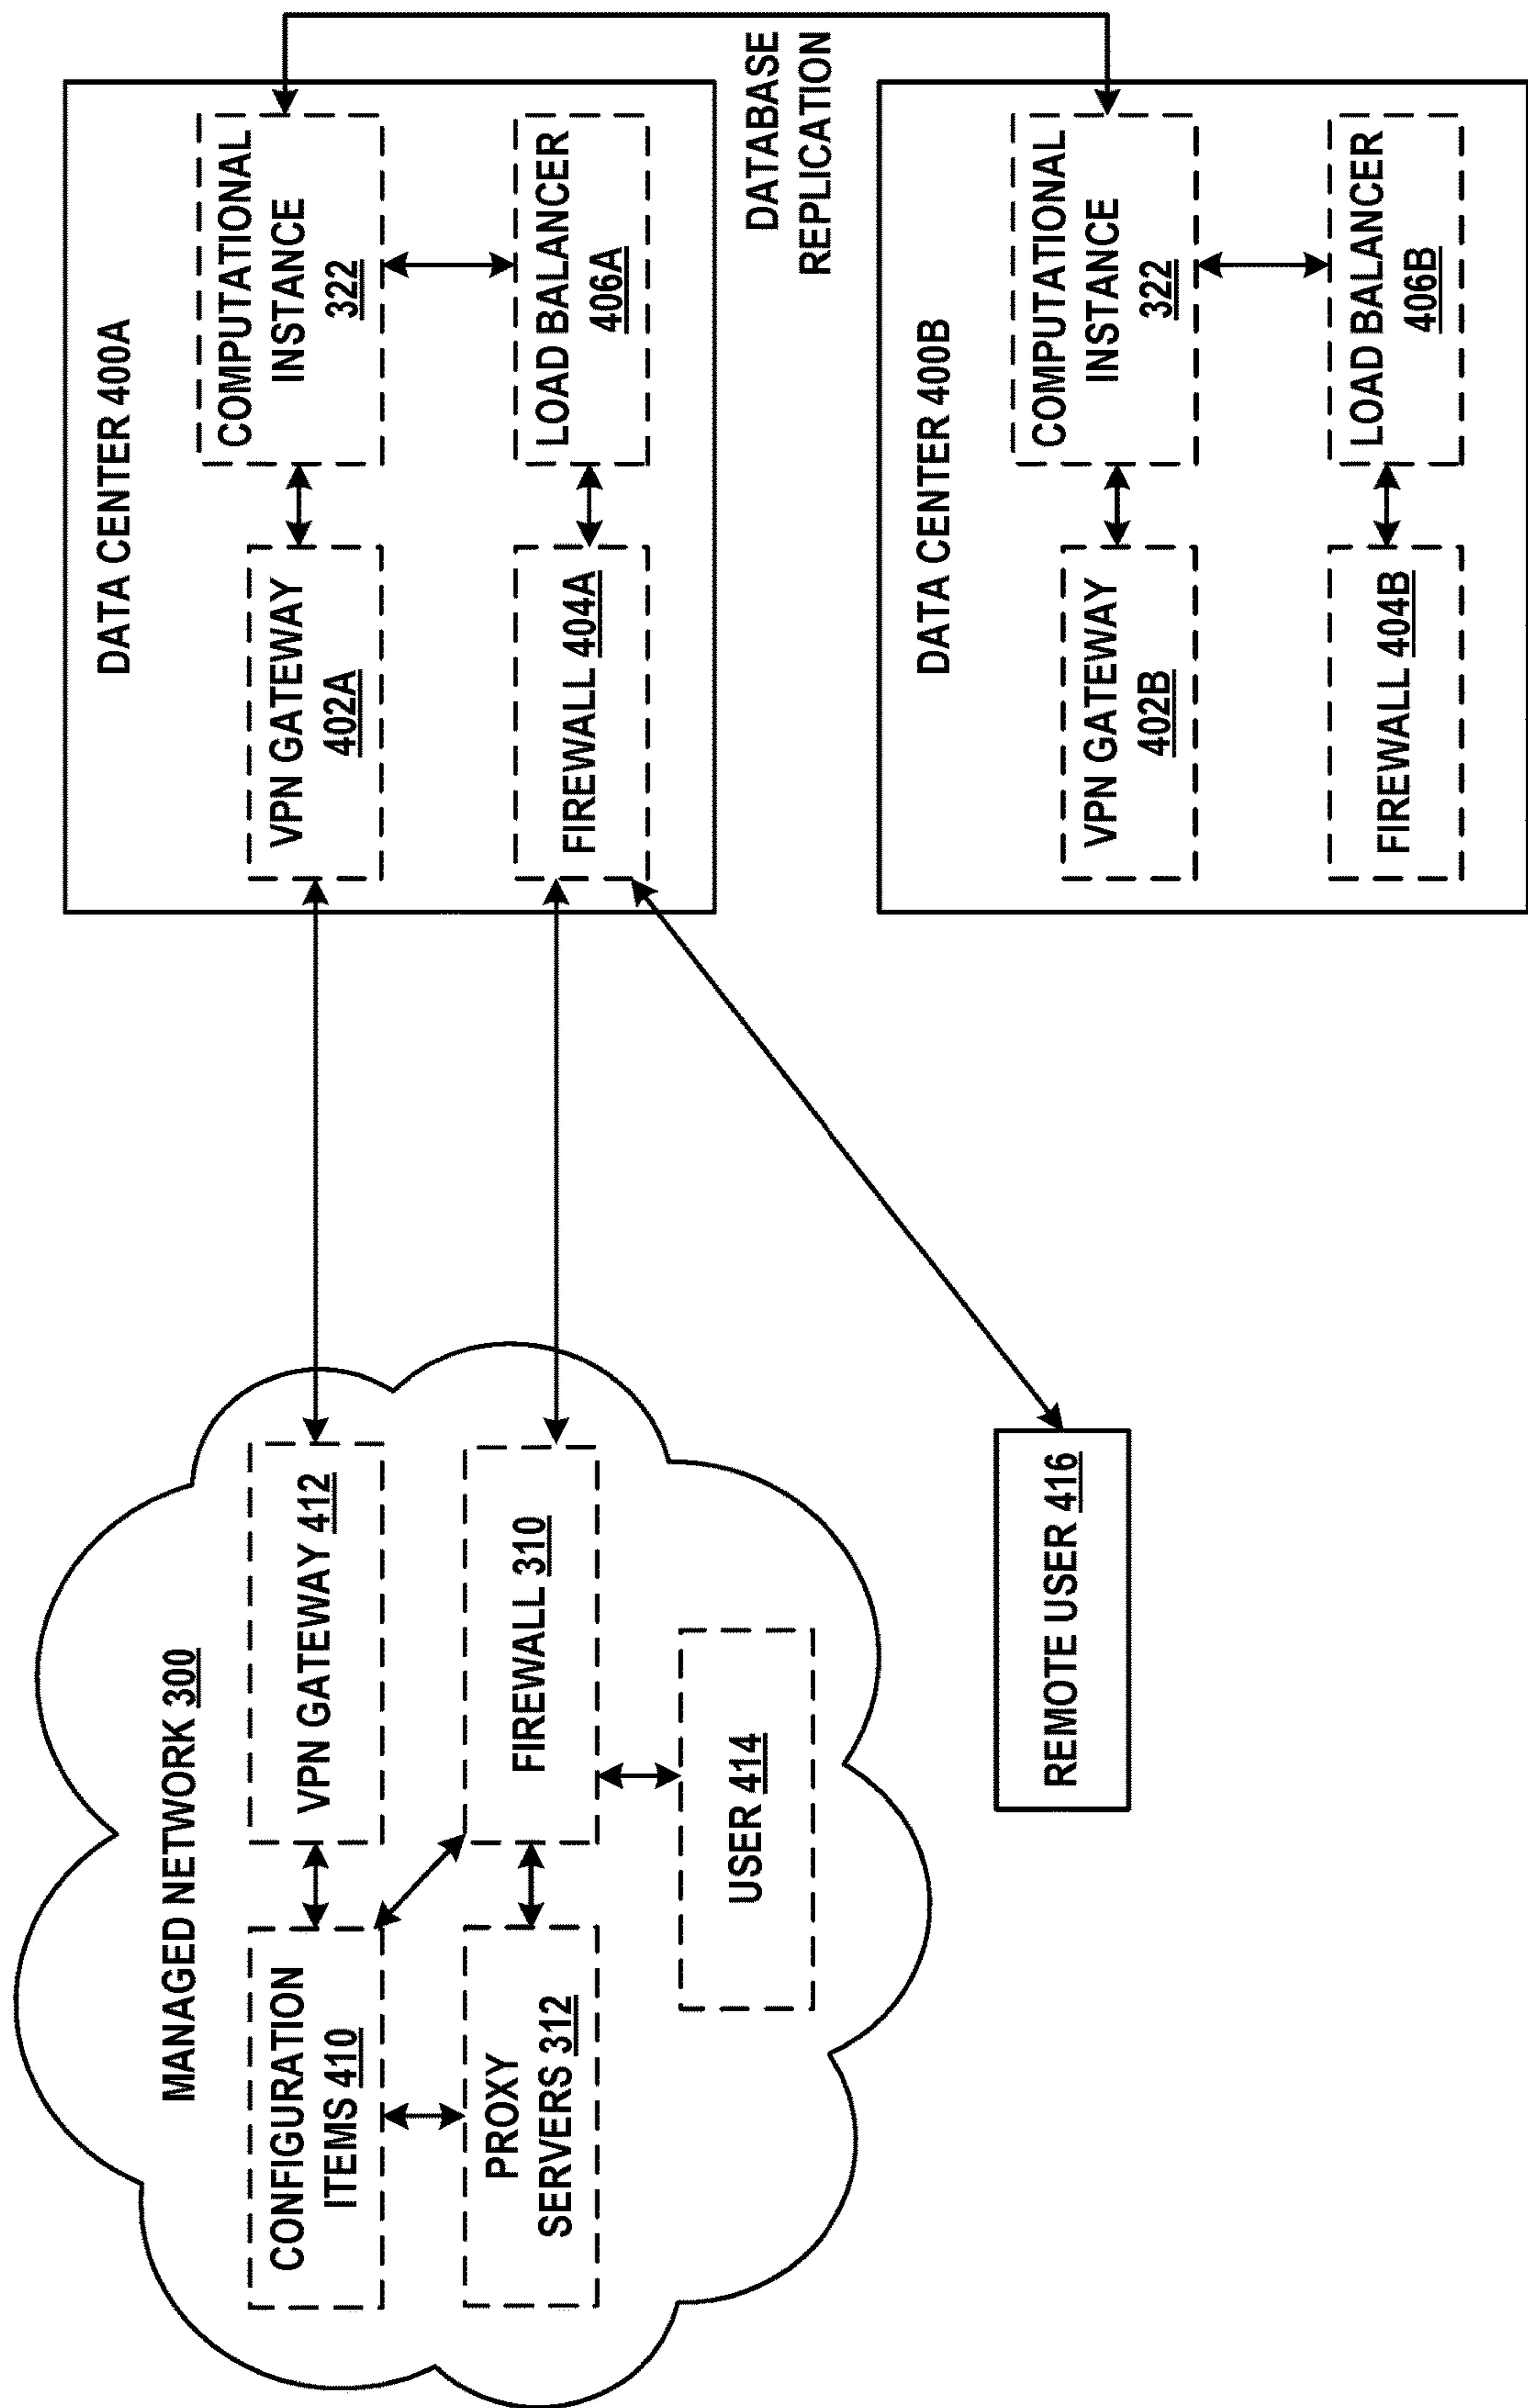 MANAGED NETWORK 300
CONFIGURATION
ITEMS 410
VPN GATEWAY 412
PROXY
SERVERS 312
FIREWALL 310
USER 414
REMOTE USER 416
DATA CENTER 400A
VPN GATEWAY
402A
COMPUTATIONAL
INSTANCE
322
FIREWALL 404A
LOAD BALANCER
406A
DATABASE
REPLICATION
DATA CENTER 400B
VPN GATEWAY
402B
COMPUTATIONAL
INSTANCE
322
FIREWALL 404B
LOAD BALANCER
406B